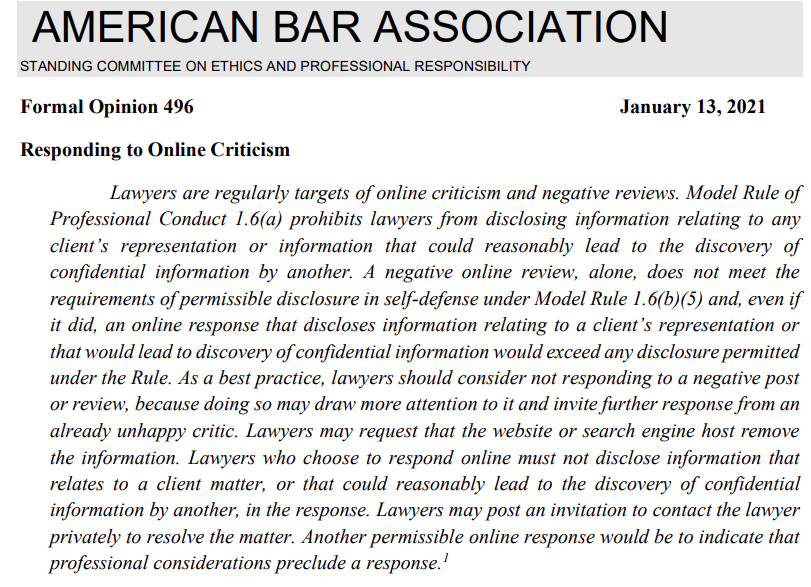 AMERICAN BAR ASSOCIATION
STANDING COMMITTEE ON ETHICS AND PROFESSIONAL RESPONSIBILITY
Formal Opinion 496 January 13, 2021
Responding to Online Criticism
Lawyers are regularly targets of online criticism and negative reviews. Model Rule of
Professional Conduct 1.6(a) prohibits lawyers from disclosing information relating to any
client’s representation or information that could reasonably lead to the discovery of
confidential information by another. A negative online review, alone, does not meet the
requirements of permissible disclosure in self-defense under Model Rule 1.6(b)(5) and, even if
it did, an online response that discloses information relating to a client’s representation or
that would lead to discovery of confidential information would exceed any disclosure permitted
under the Rule. As a best practice, lawyers should consider not responding to a negative post
or review, because doing so may draw more attention to it and invite further response from an
already unhappy critic. Lawyers may request that the website or search engine host remove
the information. Lawyers who choose to respond online must not disclose information that
relates to a client matter, or that could reasonably lead to the discovery of confidential
information by another, in the response. Lawyers may post an invitation to contact the lawyer
privately to resolve the matter. Another permissible online response would be to indicate that
professional considerations preclude a response.1